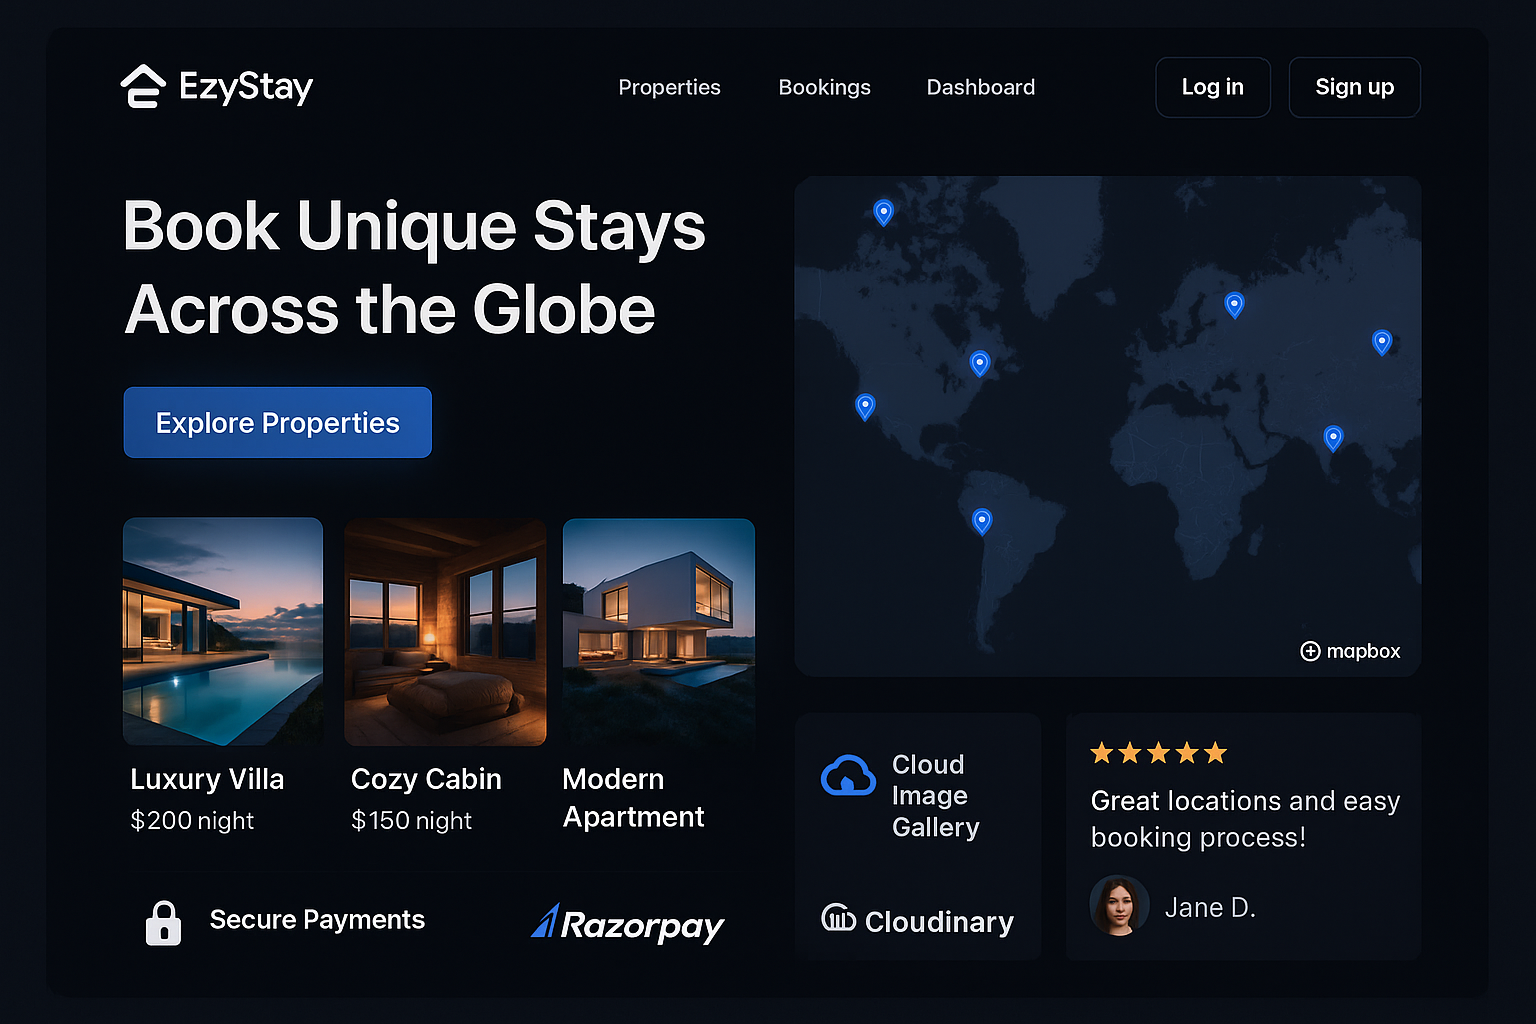 EzyStay
Properties
Bookings
Dashboard
Log in
Sign up
Book Unique Stays
Across the Globe
Explore Properties
Luxury Villa
$200 night
Cozy Cabin
$150 night
Modern
Apartment
Secure Payments
Razorpay
mapbox
Cloud
Image
Gallery
Cloudinary
Great locations and easy
booking process!
Jane D.